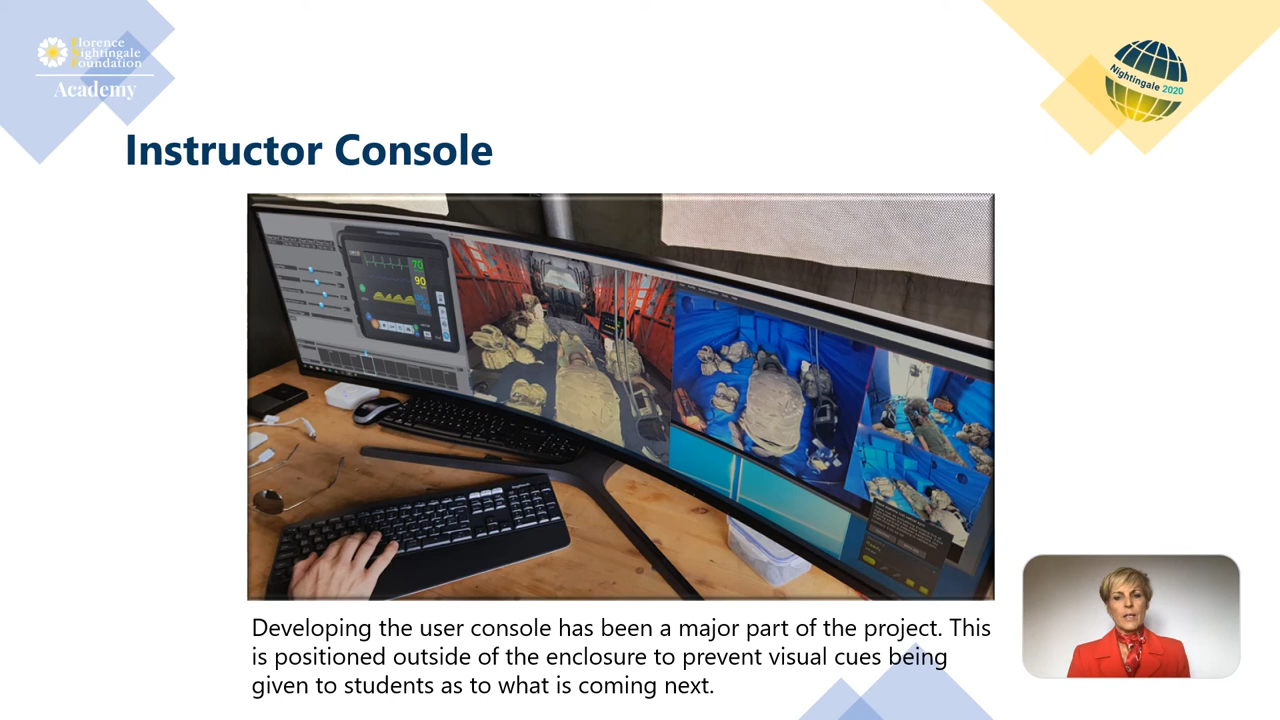 Florence
Nightingale
Foundation
Academy
Nightingale 2020
Instructor Console
70
90
Developing the user console has been a major part of the project. This
is positioned outside of the enclosure to prevent visual cues being
given to students as to what is coming next.